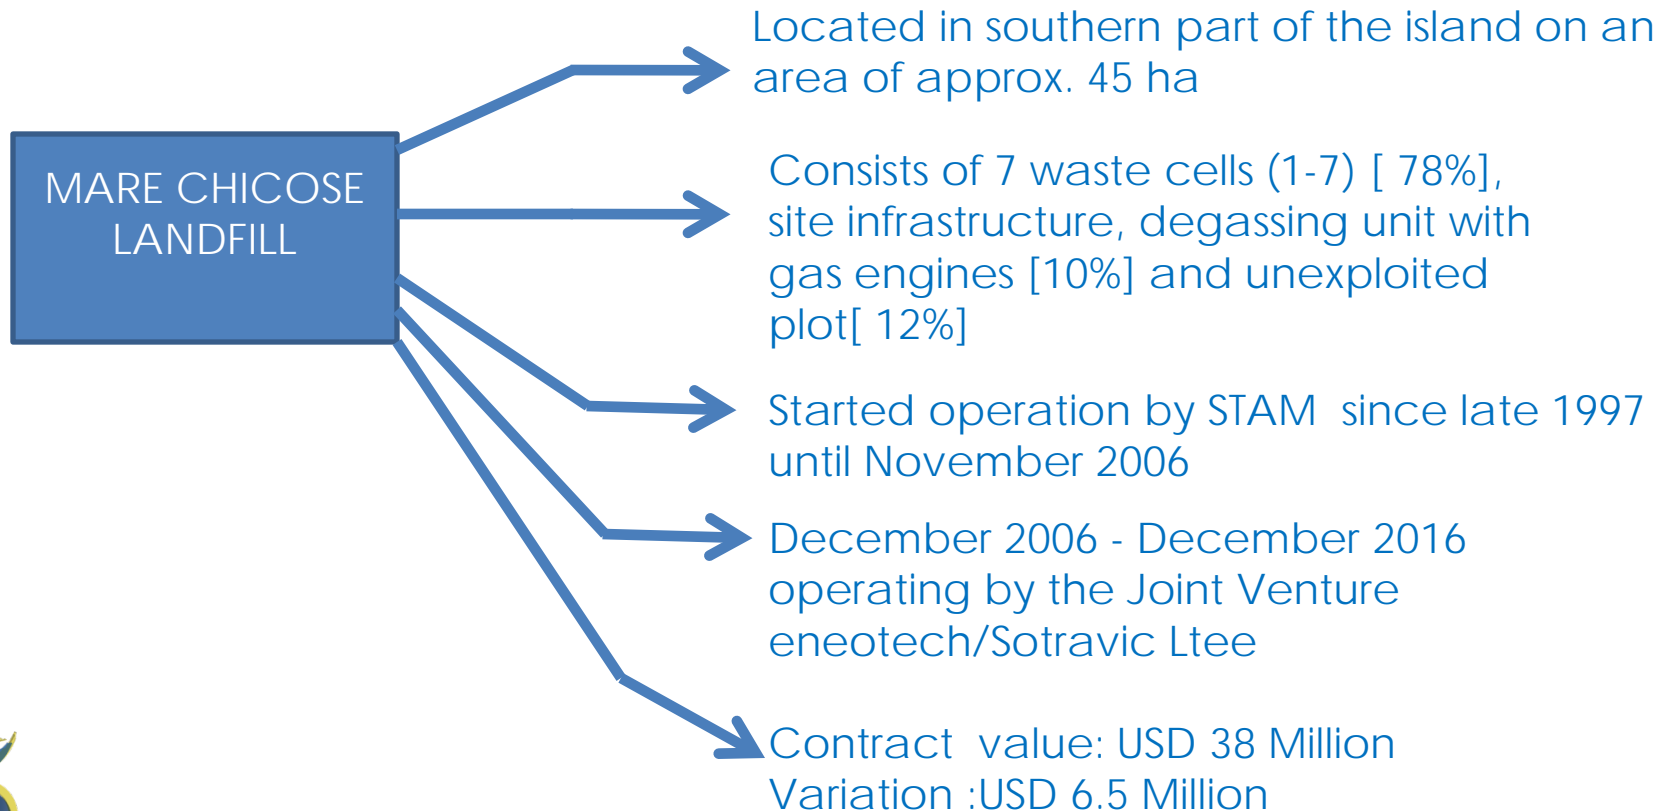 MARE CHICOSE
LANDFILL
Located in southern part of the island on an
area of approx. 45 ha
Consists of 7 waste cells (1-7) [ 78%],
site infrastructure, degassing unit with
gas engines [10%] and unexploited
plot[ 12%]
Started operation by STAM  since late 1997
until November 2006
December 2006 - December 2016
operating by the Joint Venture
eneotech/Sotravic Ltee
Contract  value: USD 38 Million
Variation :USD 6.5 Million